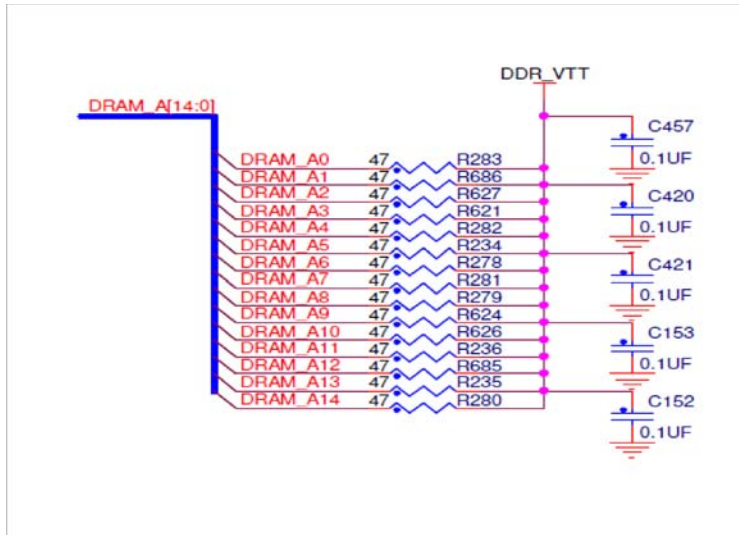 DDR_VTT
DRAM_A[14:0]
C457
0.1UF
DRAM_A0 47 R283
DRAM_A1 47 R686
DRAM_A2 47 R627
C420
0.1UF
DRAM_A3 47 R621
DRAM_A4 47 R282
DRAM_A5 47 R234
DRAM_A6 47 R278
C421
0.1UF
DRAM_A7 47 R281
DRAM_A8 47 R279
DRAM_A9 47 R624
DRAM_A10 47 R626
C153
0.1UF
DRAM_A11 47 R236
DRAM_A12 47 R685
DRAM_A13 47 R235
DRAM_A14 47 R280
C152
0.1UF